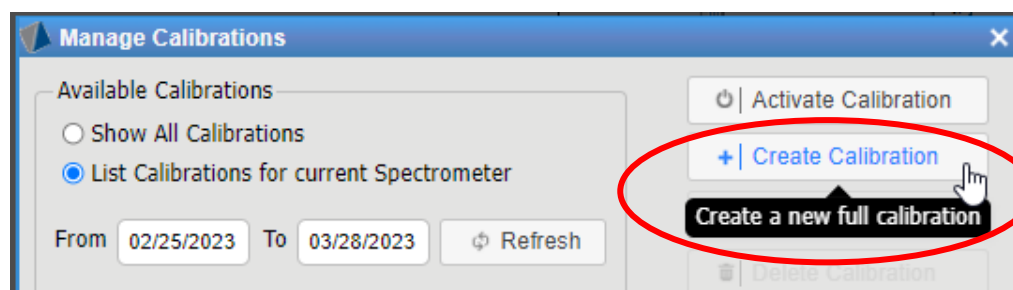 Manage Calibrations
Available Calibrations
Activate Calibration
Show All Calibrations
Create Calibration
List Calibrations for current Spectrometer
Create a new full calibration
From 02/25/2023 To 03/28/2023 Refresh
Delete Calibration